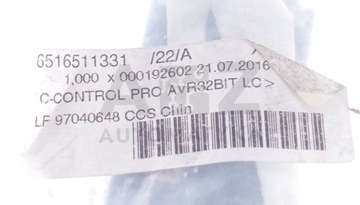 6516511331 /22/A
1,000 x 000192602 21.07.2016
C-CONTROL PRO AVR32BIT LC>
LF 97040648 CCS Chin